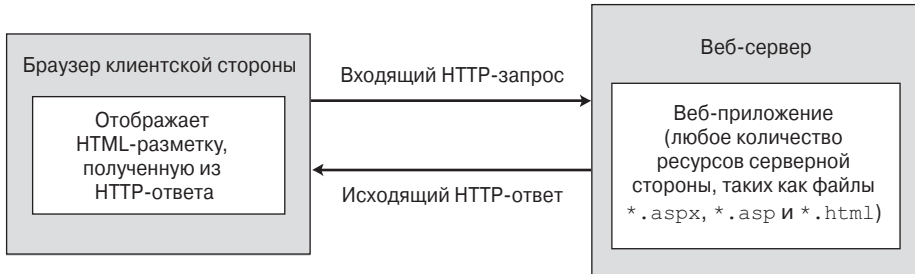 Браузер клиентской стороны
Отображает
HTML-разметку,
полученную из
HTTP-ответа
Входящий HTTP-запрос
Исходящий HTTP-ответ
Веб-сервер
Веб-приложение
(любое количество
ресурсов серверной
стороны, таких как файлы
*.aspx, *.asp и *.html)